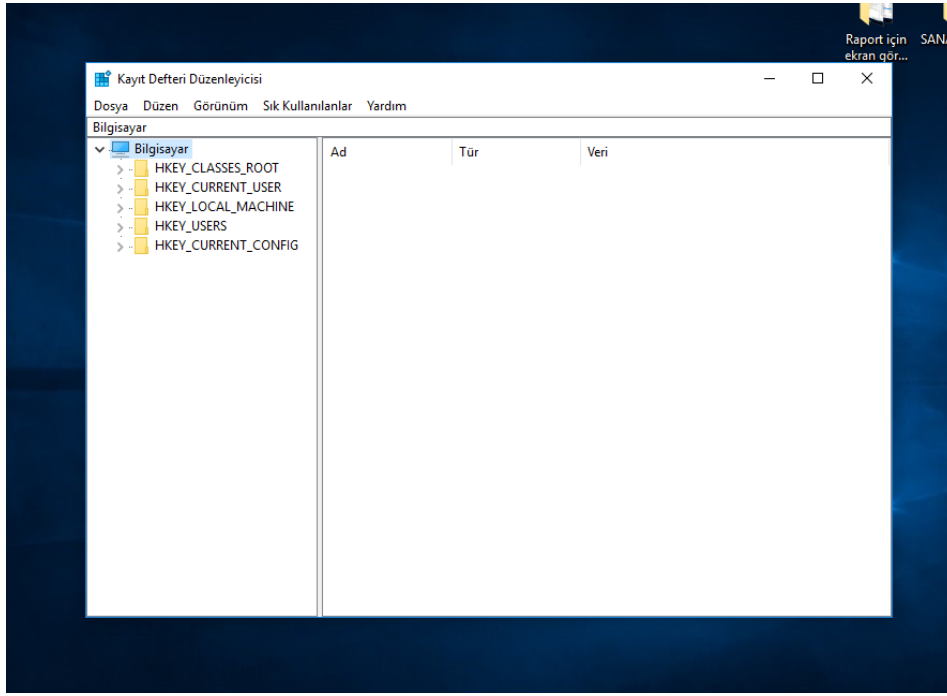 Raport için
ekran gör...
SAN
Kayıt Defteri Düzenleyicisi
Dosya Düzen Görünüm Sık Kullanılanlar Yardım
Bilgisayar
Bilgisayar
HKEY_CLASSES_ROOT
HKEY_CURRENT_USER
HKEY_LOCAL_MACHINE
HKEY_USERS
HKEY_CURRENT_CONFIG
Ad Tür Veri